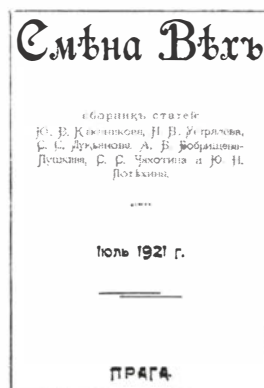 Смѣна Вѣхъ
сборникъ статей
Ю. В. Ключникова, Н. В. Устрялова,
С. С. Лукьянова, А. В. Бобрищева-
Пушкина, С. С. Чахотина и Ю. Н.
Потѣхина.
Іюль 1921 г.
ПРАГА